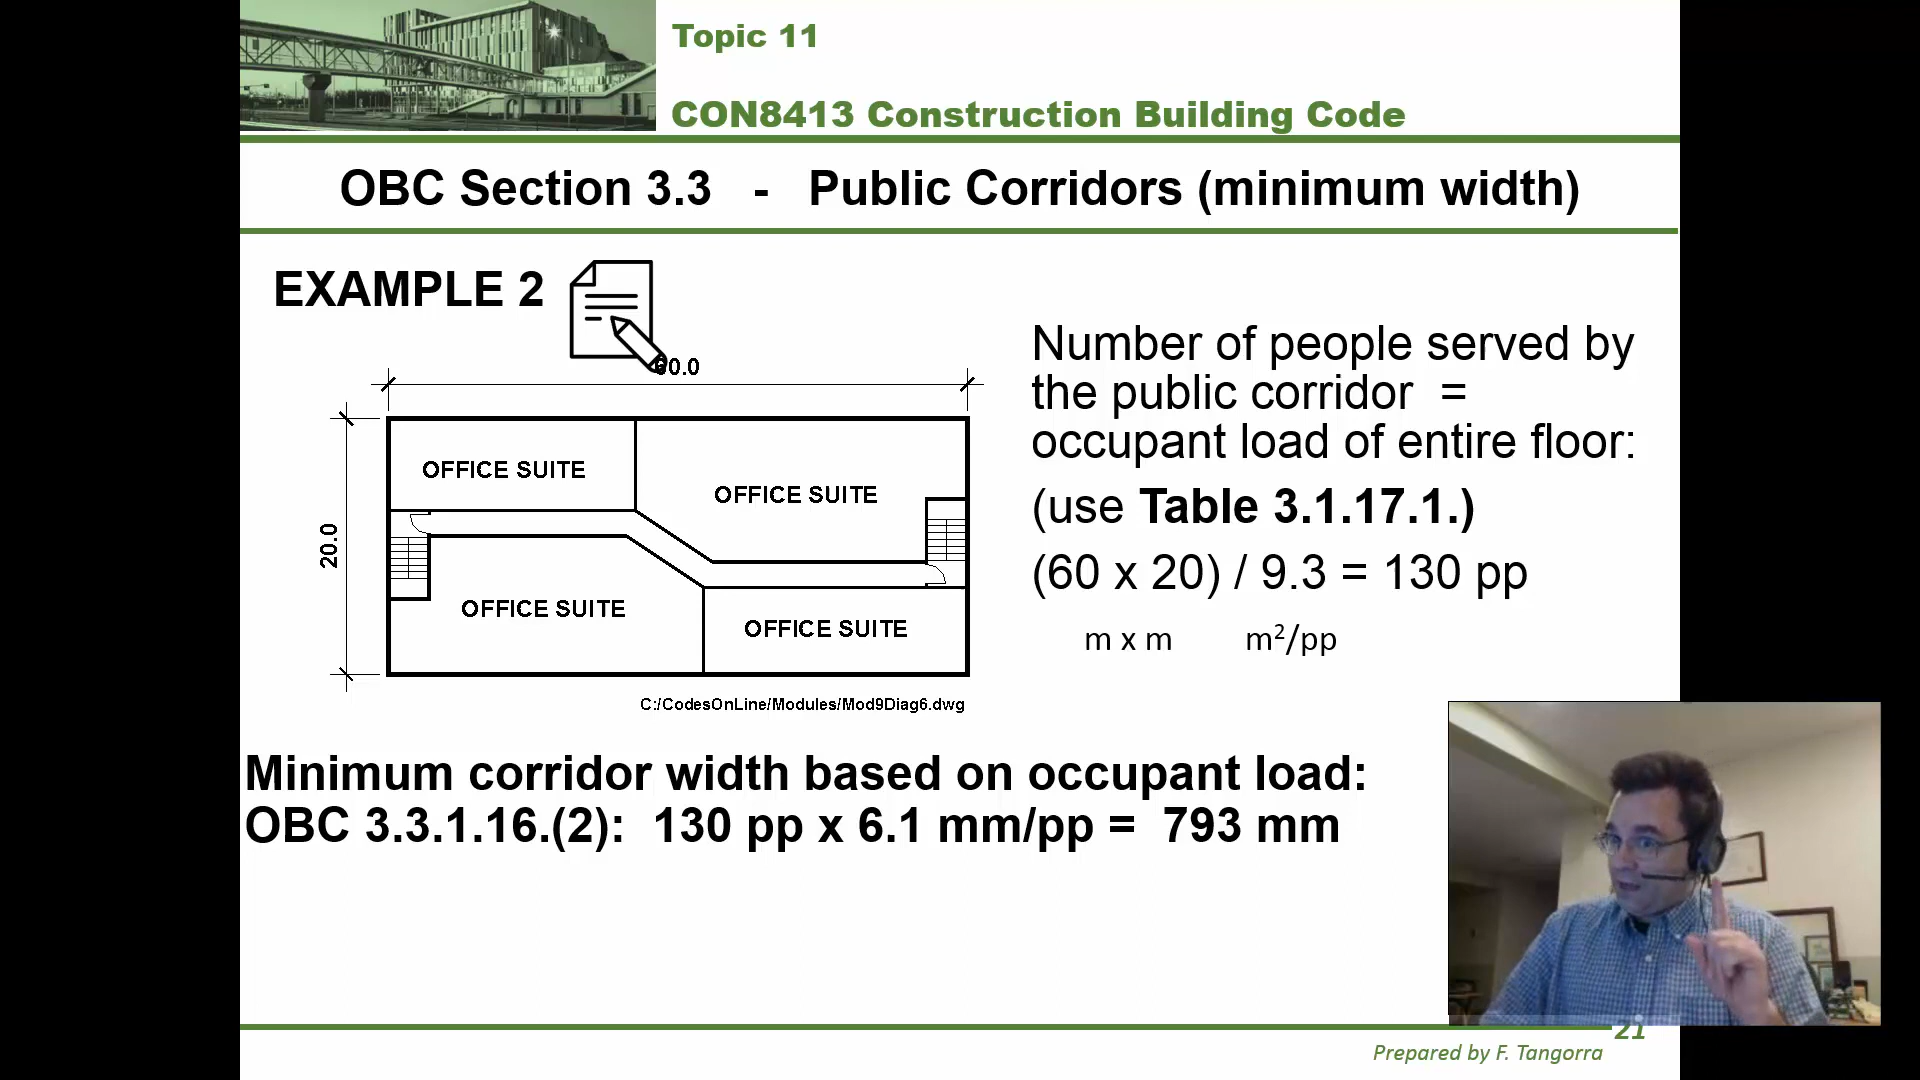 Topic 11
CON8413 Construction Building Code
OBC Section 3.3 - Public Corridors (minimum width)
EXAMPLE 2
60.0
20.0
OFFICE SUITE
OFFICE SUITE
OFFICE SUITE
OFFICE SUITE
C:/CodesOnLine/Modules/Mod9Diag6.dwg
Number of people served by
the public corridor =
occupant load of entire floor:
(use Table 3.1.17.1.)
(60 x 20) / 9.3 = 130 pp
m x m m²/pp
Minimum corridor width based on occupant load:
OBC 3.3.1.16.(2): 130 pp x 6.1 mm/pp = 793 mm
21
Prepared by F. Tangorra